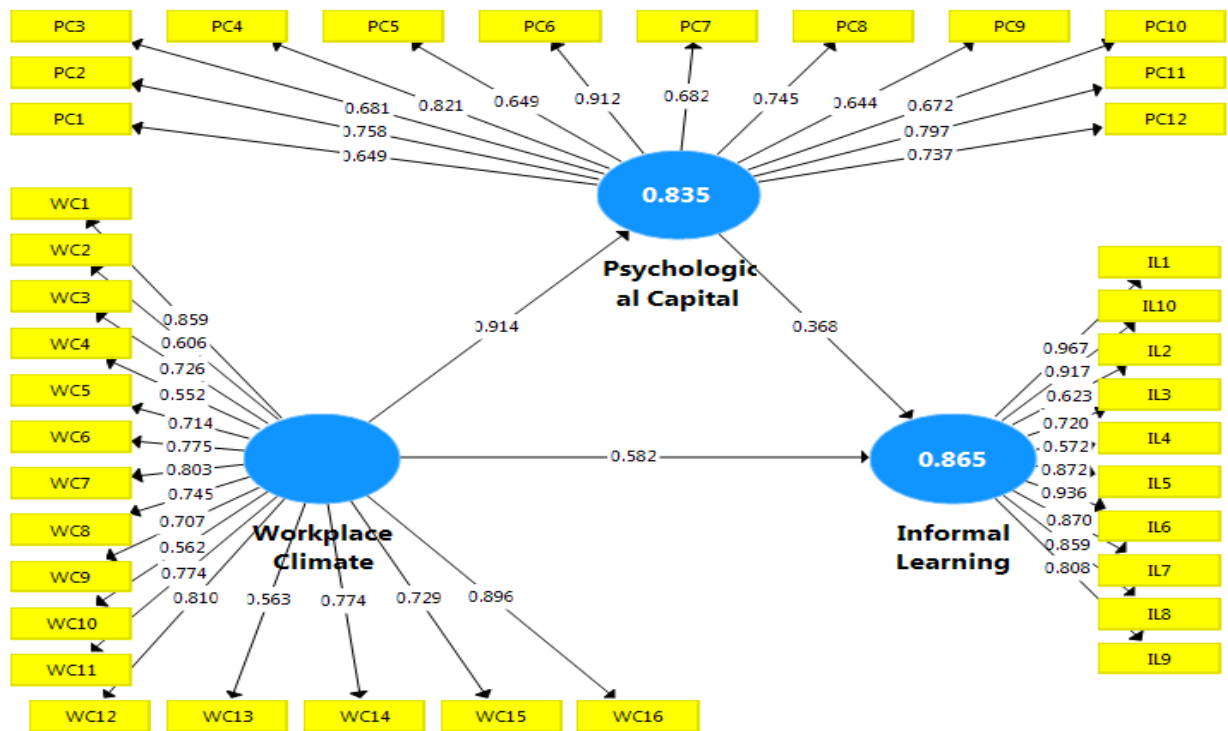 PC3
PC4
PC5
PC6
PC7
PC8
PC9
PC10
PC2
PC11
PC1
PC12
0.681
0.821
0.649
0.912
0.682
0.745
0.644
0.672
0.758
0.797
0.649
0.737
0.835
Psychologic
al Capital
WC1
WC2
WC3
WC4
WC5
WC6
WC7
WC8
WC9
WC10
WC11
WC12
WC13
WC14
WC15
WC16
0.859
0.606
0.726
0.552
0.714
0.775
0.803
0.745
0.707
0.562
0.774
0.810
0.563
0.774
0.729
0.896
Workplace
Climate
0.914
0.368
0.582
0.865
Informal
Learning
0.967
0.917
0.623
0.720
0.572
0.872
0.936
0.870
0.859
0.808
IL1
IL10
IL2
IL3
IL4
IL5
IL6
IL7
IL8
IL9